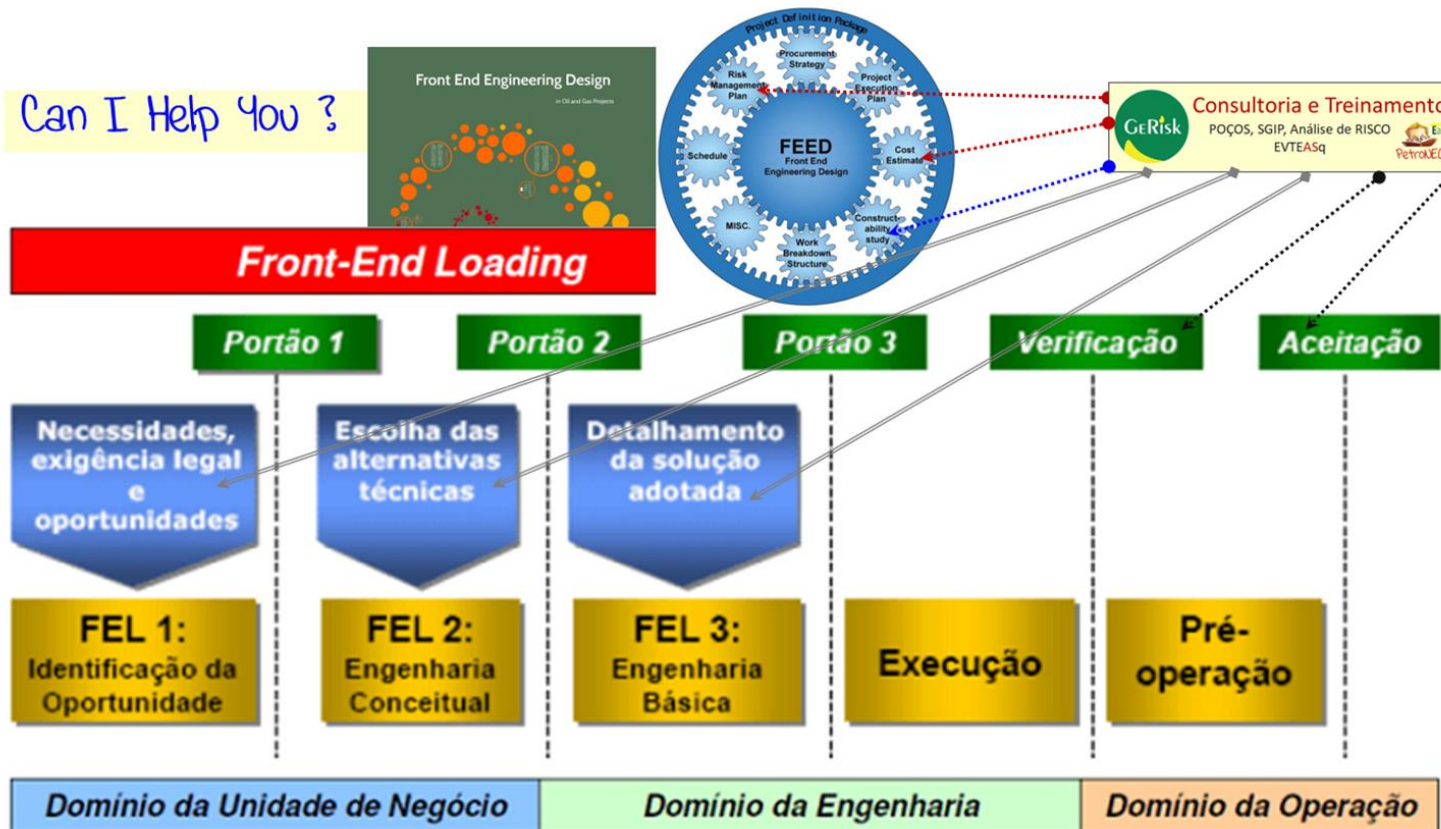 Can I Help You ?
Front End Engineering Design
in Oil and Gas Projects
Project Definition Package
Procurement
Strategy
Risk
Management
Plan
Project
Execution
Plan
Schedule
FEED
Front End
Engineering Design
Cost
Estimate
MISC.
Construct-
ability
study
Work
Breakdown
Structure
GERisk
Consultoria e Treinamento
POÇOS, SGIP, Análise de RISCO
EVTEASq
Front-End Loading
Portão 1
Portão 2
Portão 3
Verificação
Aceitação
Necessidades,
exigência legal
e
oportunidades
Escolha das
alternativas
técnicas
Detalhamento
da solução
adotada
FEL 1:
Identificação da
Oportunidade
FEL 2:
Engenharia
Conceitual
FEL 3:
Engenharia
Básica
Execução
Pré-
operação
Domínio da Unidade de Negócio
Domínio da Engenharia
Domínio da Operação